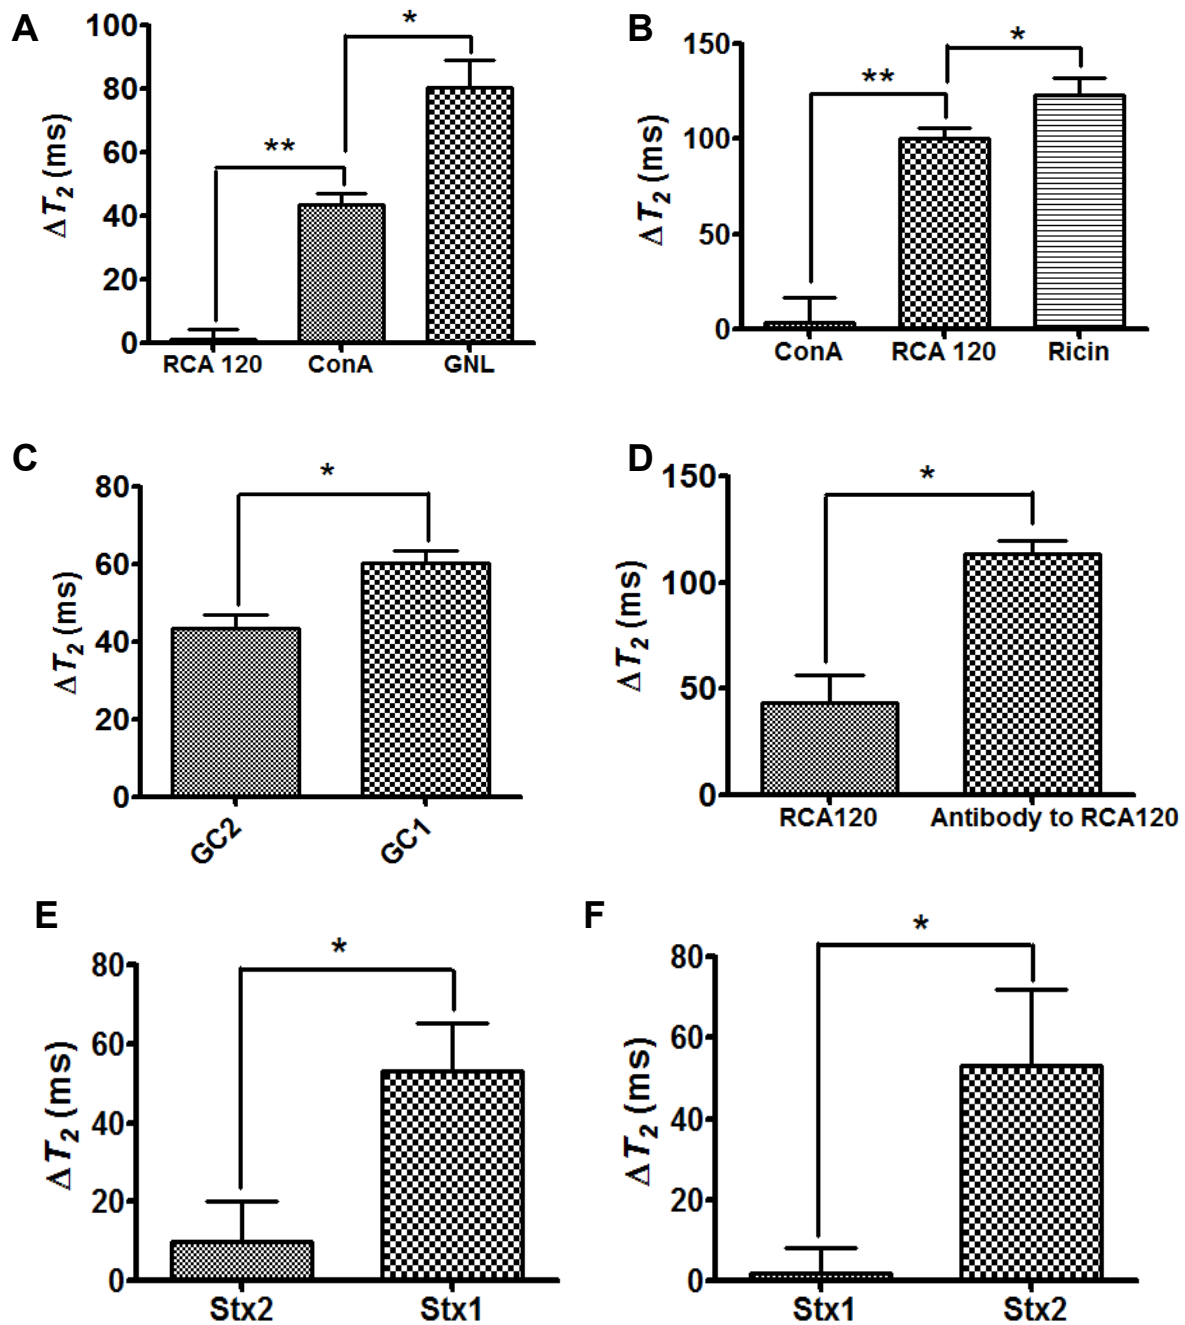 A
ΔT2 (ms)
100
80
60
40
20
0
**
*
RCA 120 ConA GNL
B
ΔT2 (ms)
150
100
50
0
**
*
ConA RCA 120 Ricin
C
ΔT2 (ms)
80
60
40
20
0
*
GC2 GC1
D
ΔT2 (ms)
150
100
50
0
*
RCA120 Antibody to RCA120
E
ΔT2 (ms)
80
60
40
20
0
*
Stx2 Stx1
F
ΔT2 (ms)
80
60
40
20
0
*
Stx1 Stx2